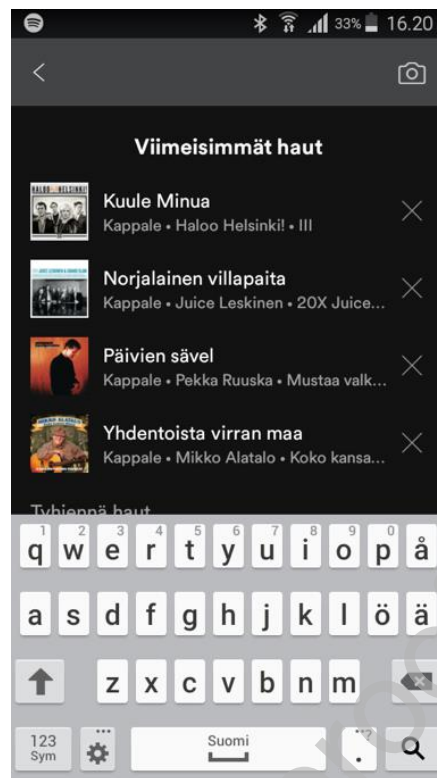 33% 16.20
Viimeisimmät haut
HALOO HELSINKI!
Kuule Minua
Kappale • Haloo Helsinki! • III
Norjalainen villapaita
Kappale • Juice Leskinen • 20X Juice...
Päivien sävel
Kappale • Pekka Ruuska • Mustaa valk...
Yhdentoista virran maa
Kappale • Mikko Alatalo • Koko kansa...
Tyhjennä haut
1 2 3 4 5 6 7 8 9 0
q w e r t y u i o p å
a s d f g h j k l ö ä
z x c v b n m
123 Suomi ... ,?
Sym .